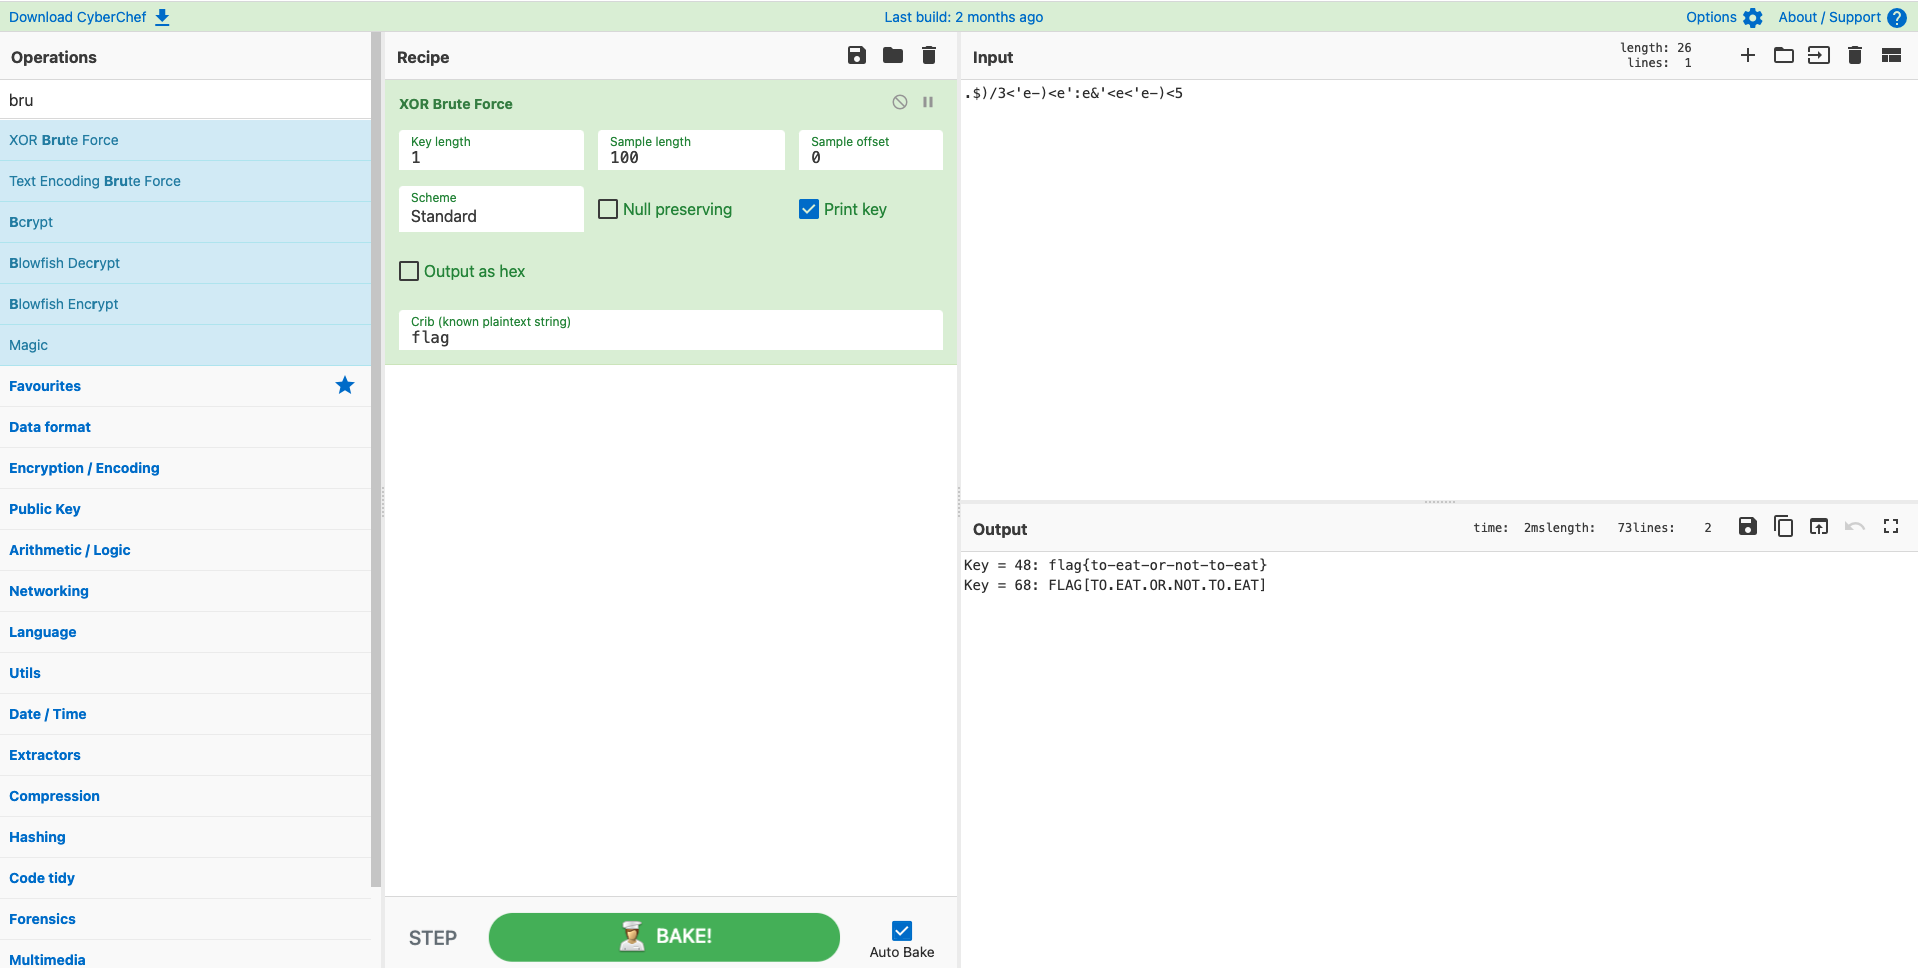 Download CyberChef
Last build: 2 months ago
Options
About / Support
Operations
bru
XOR Brute Force
Text Encoding Brute Force
Bcrypt
Blowfish Decrypt
Blowfish Encrypt
Magic
Favourites
Data format
Encryption / Encoding
Public Key
Arithmetic / Logic
Networking
Language
Utils
Date / Time
Extractors
Compression
Hashing
Code tidy
Forensics
Multimedia
Recipe
XOR Brute Force
Key length
1
Sample length
100
Sample offset
0
Scheme
Standard
Null preserving
Print key
Output as hex
Crib (known plaintext string)
flag
STEP
BAKE!
Auto Bake
Input
length: 26
lines: 1
.$)/3<'e-)<e':e&'<e<'e-)<5
Output
time: 2mslength: 73lines: 2
Key = 48: flag{to-eat-or-not-to-eat}
Key = 68: FLAG[TO.EAT.OR.NOT.TO.EAT]